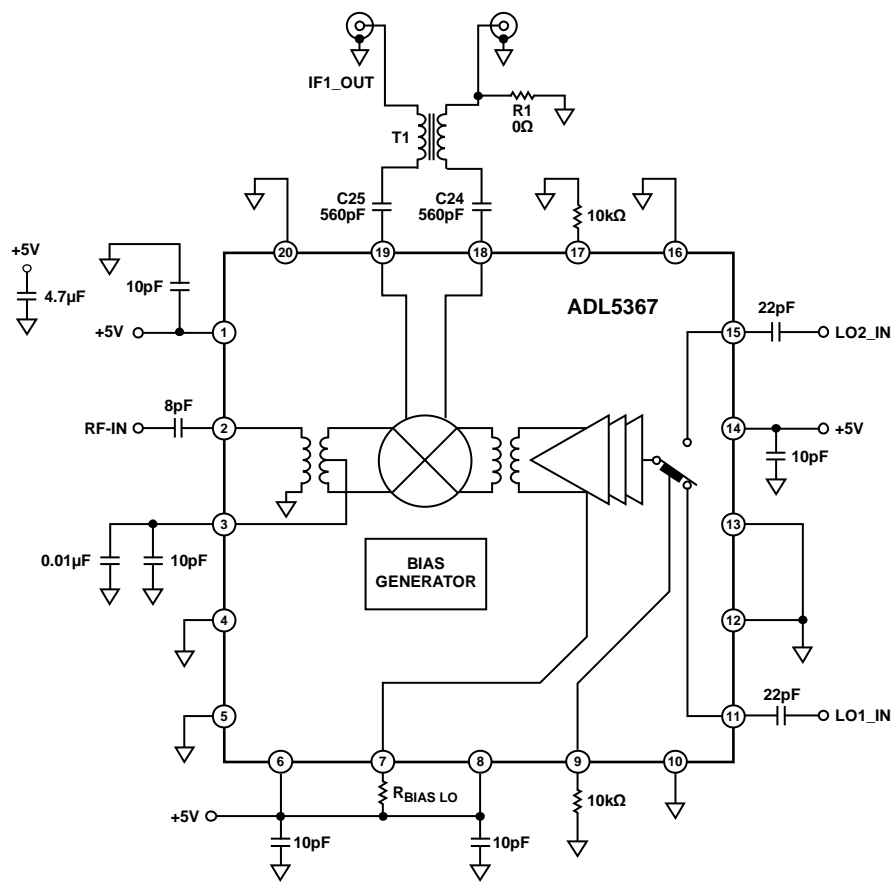 IF1_OUT
R1
0Ω
T1
C25
560pF
C24
560pF
10kΩ
20
19
18
17
16
+5V
4.7µF
10pF
ADL5367
22pF
+5V
1
15
LO2_IN
8pF
RF-IN
2
14
+5V
10pF
3
13
0.01µF
10pF
BIAS
GENERATOR
4
12
22pF
5
11
LO1_IN
6
7
8
9
10
RBIAS LO
10kΩ
+5V
10pF
10pF